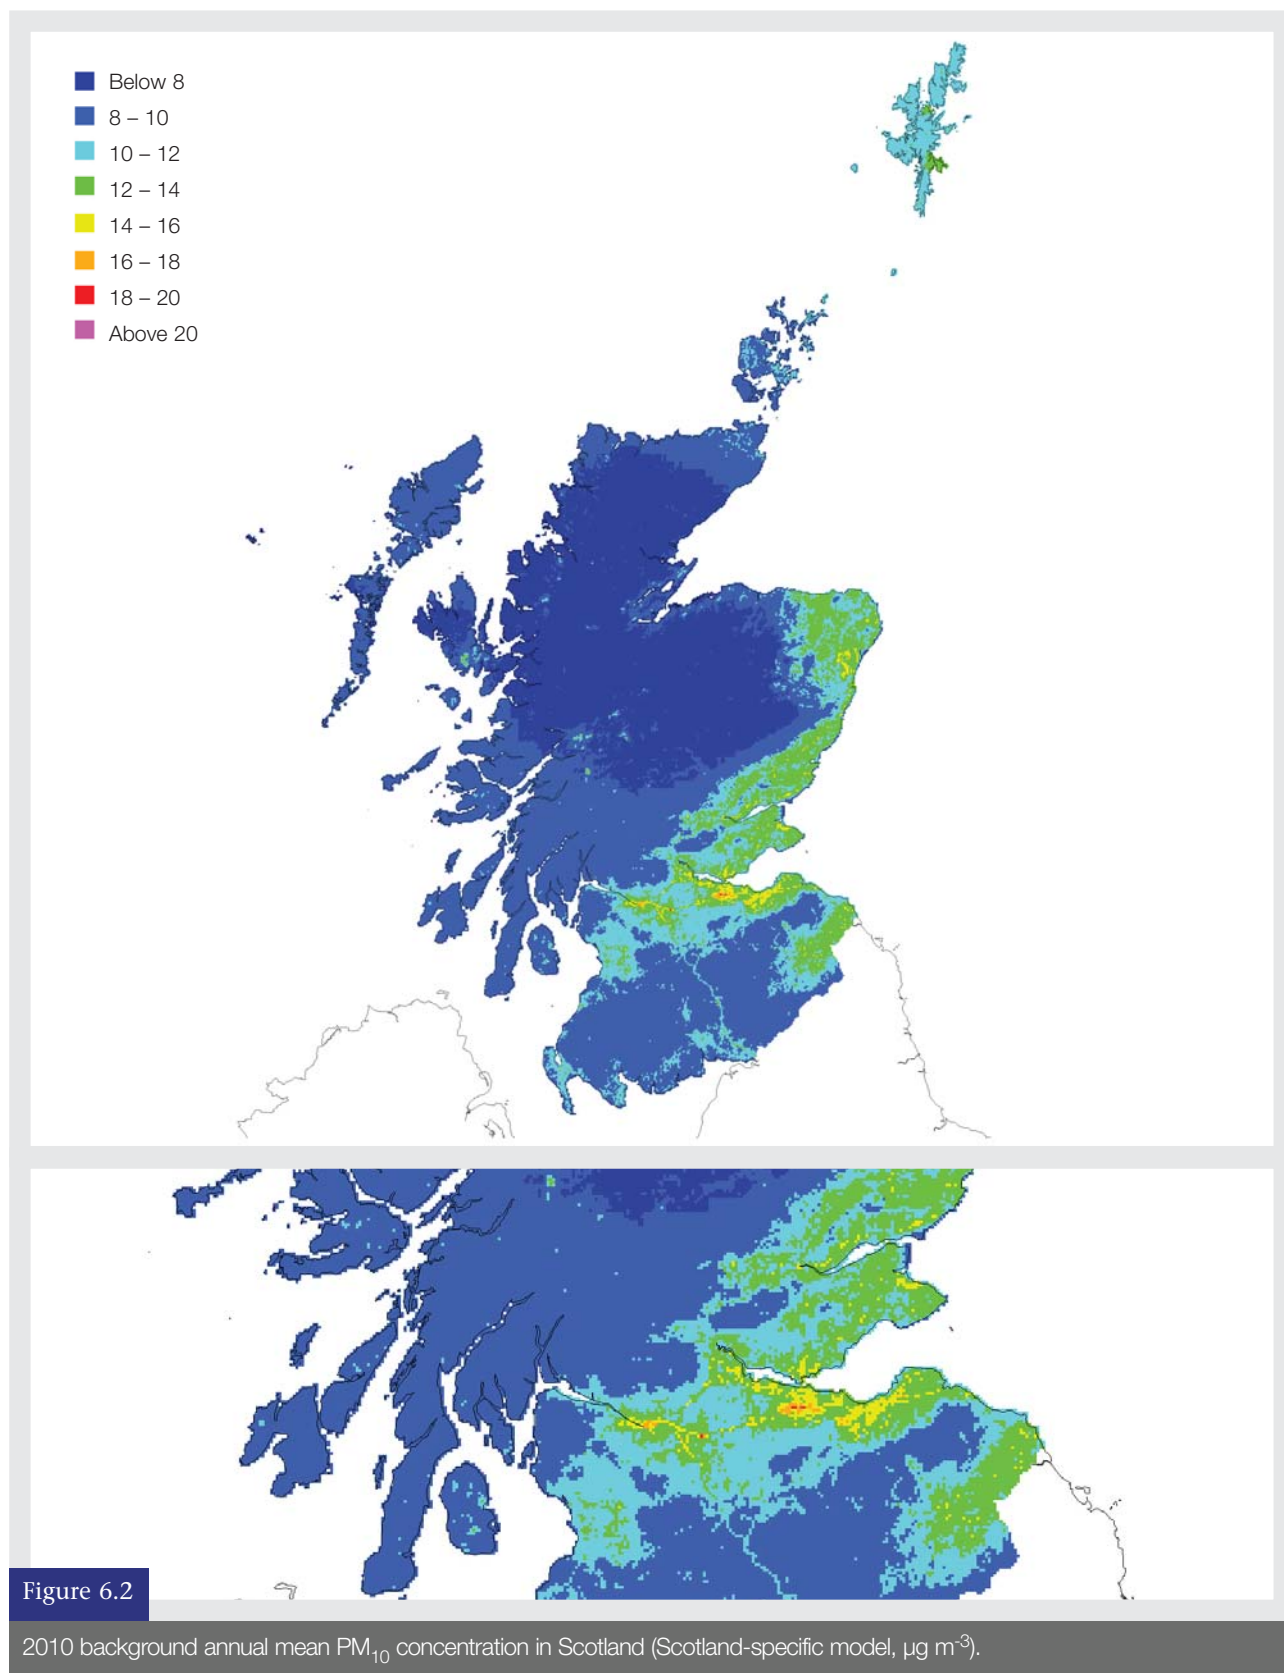 Below 8
8 – 10
10 – 12
12 – 14
14 – 16
16 – 18
18 – 20
Above 20
Figure 6.2
2010 background annual mean PM₁₀ concentration in Scotland (Scotland-specific model, µg m⁻³).